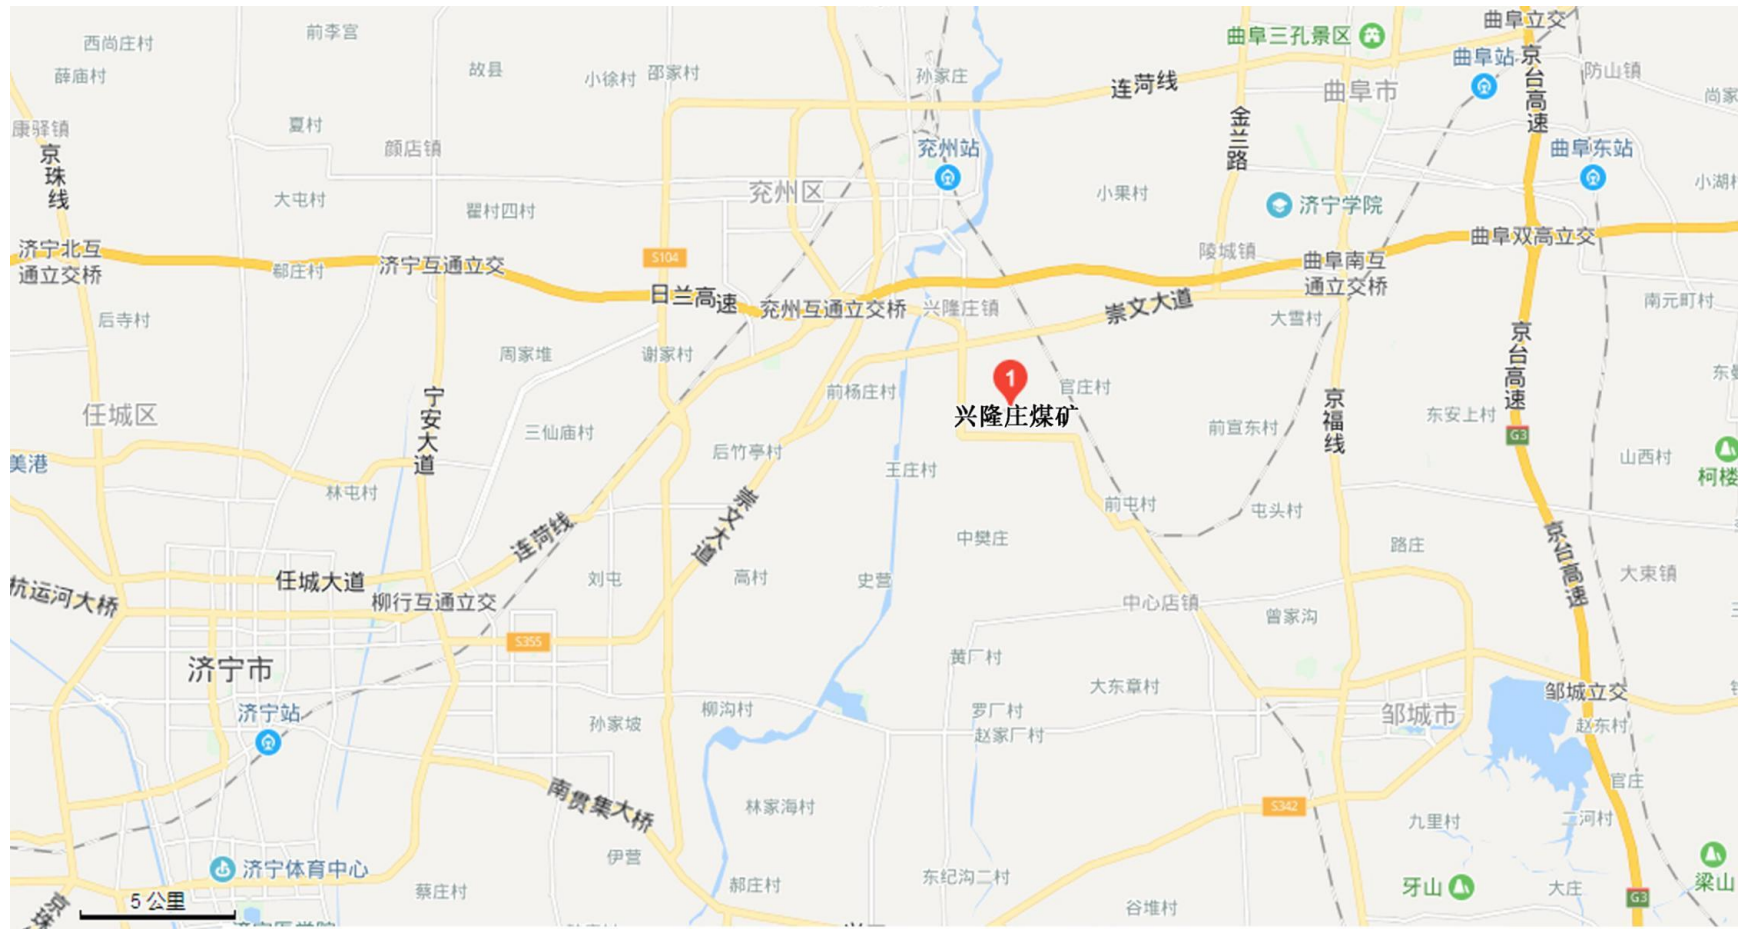 曲阜立交
前李宫
曲阜三孔景区
西尚庄村
曲阜站
京台高速
故县
邵家村
孙家庄
防山镇
薛庙村
小徐村
连菏线
曲阜市
尚家
康驿镇
夏村
金兰路
颜店镇
兖州站
曲阜东站
京珠线
小湖村
兖州区
小果村
大屯村
翟村四村
济宁学院
曲阜双高立交
济宁北互
通立交桥
陵城镇
S104
曲阜南互
通立交桥
济宁互通立交
郗庄村
日兰高速
兖州互通立交桥
兴隆庄镇
崇文大道
南元村
后寺村
大雪村
周家堆
谢家村
京台高速
1
东
前杨庄村
官庄村
宁安大道
京福线
任城区
兴隆庄煤矿
东安上村
前宣东村
三仙庙村
G3
后竹亭村
美港
王庄村
山西村
柯楼
林屯村
崇文大道
前屯村
屯头村
连菏线
中樊庄
京台高速
路庄
任城大道
刘屯
高村
史营
大束镇
杭运河大桥
柳行互通立交
中心店镇
曾家沟
S355
济宁市
黄厂村
大东章村
邹城立交
济宁站
柳沟村
罗厂村
邹城市
孙家坡
赵家厂村
赵东村
官庄
南贯集大桥
林家海村
S342
九里村
二河村
伊营
济宁体育中心
东纪沟二村
梁山
蔡庄村
郝庄村
牙山
大庄
5 公里
G3
京珠
谷堆村